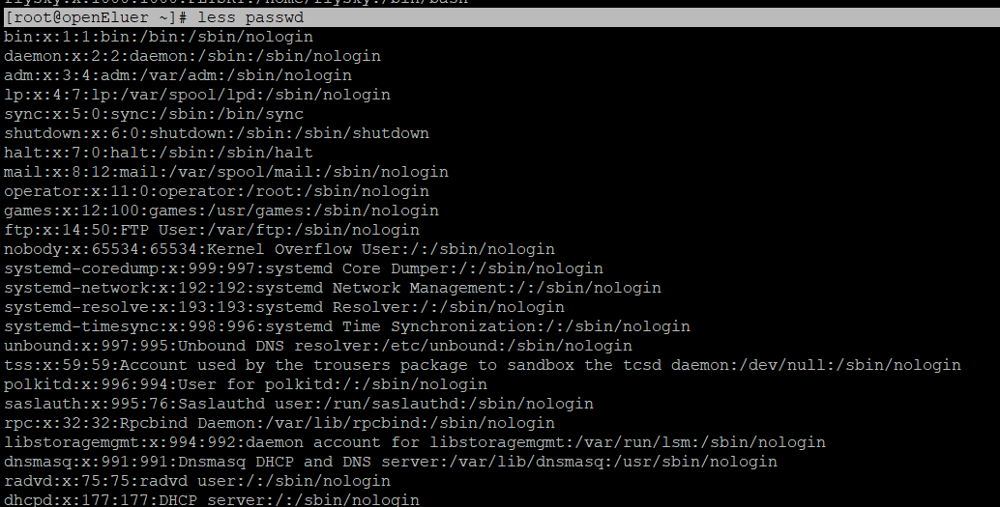 flysky:x:1000:1000:FLYSKY:/home/flysky:/bin/bash
[root@openEluer ~]# less passwd
bin:x:1:1:bin:/bin:/sbin/nologin
daemon:x:2:2:daemon:/sbin:/sbin/nologin
adm:x:3:4:adm:/var/adm:/sbin/nologin
lp:x:4:7:lp:/var/spool/lpd:/sbin/nologin
sync:x:5:0:sync:/sbin:/bin/sync
shutdown:x:6:0:shutdown:/sbin:/sbin/shutdown
halt:x:7:0:halt:/sbin:/sbin/halt
mail:x:8:12:mail:/var/spool/mail:/sbin/nologin
operator:x:11:0:operator:/root:/sbin/nologin
games:x:12:100:games:/usr/games:/sbin/nologin
ftp:x:14:50:FTP User:/var/ftp:/sbin/nologin
nobody:x:65534:65534:Kernel Overflow User:/:/sbin/nologin
systemd-coredump:x:999:997:systemd Core Dumper:/:/sbin/nologin
systemd-network:x:192:192:systemd Network Management:/:/sbin/nologin
systemd-resolve:x:193:193:systemd Resolver:/:/sbin/nologin
systemd-timesync:x:998:996:systemd Time Synchronization:/:/sbin/nologin
unbound:x:997:995:Unbound DNS resolver:/etc/unbound:/sbin/nologin
tss:x:59:59:Account used by the trousers package to sandbox the tcsd daemon:/dev/null:/sbin/nologin
polkitd:x:996:994:User for polkitd:/:/sbin/nologin
saslauth:x:995:76:Saslauthd user:/run/saslauthd:/sbin/nologin
rpc:x:32:32:Rpcbind Daemon:/var/lib/rpcbind:/sbin/nologin
libstoragemgmt:x:994:992:daemon account for libstoragemgmt:/var/run/lsm:/sbin/nologin
dnsmasq:x:991:991:Dnsmasq DHCP and DNS server:/var/lib/dnsmasq:/usr/sbin/nologin
radvd:x:75:75:radvd user:/:/sbin/nologin
dhcpd:x:177:177:DHCP server:/:/sbin/nologin